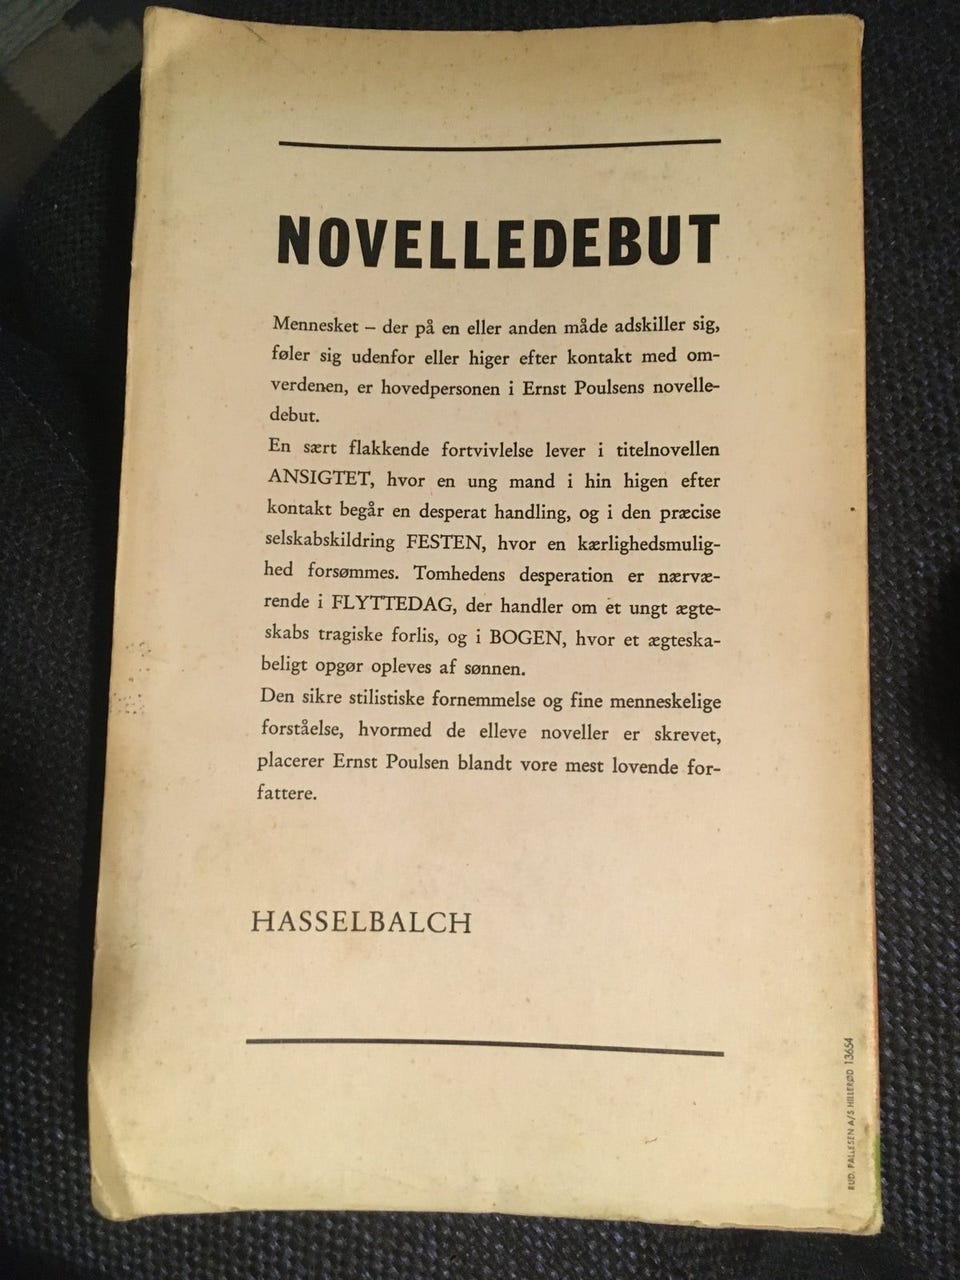 NOVELLEDEBUT
Mennesket – der på en eller anden måde adskiller sig,
føler sig udenfor eller higer efter kontakt med om-
verdenen, er hovedpersonen i Ernst Poulsens novelle-
debut.
En sært flakkende fortvivlelse lever i titelnovellen
ANSIGTET, hvor en ung mand i hin higen efter
kontakt begår en desperat handling, og i den præcise
selskabskildring FESTEN, hvor en kærlighedsmulig-
hed forsømmes. Tomhedens desperation er nærvæ-
rende i FLYTTEDAG, der handler om et ungt ægte-
skabs tragiske forlis, og i BOGEN, hvor et ægteska-
beligt opgør opleves af sønnen.
Den sikre stilistiske fornemmelse og fine menneskelige
forståelse, hvormed de elleve noveller er skrevet,
placerer Ernst Poulsen blandt vore mest lovende for-
fattere.
HASSELBALCH
RUD. PALLESEN A/S HILLERØD 13654